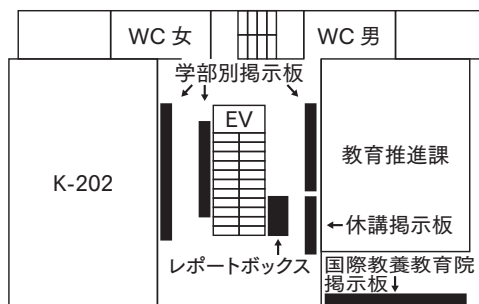 WC 女
WC 男
学部別掲示板
EV
K-202
教育推進課
休講掲示板
レポートボックス
国際教養教育院
掲示板